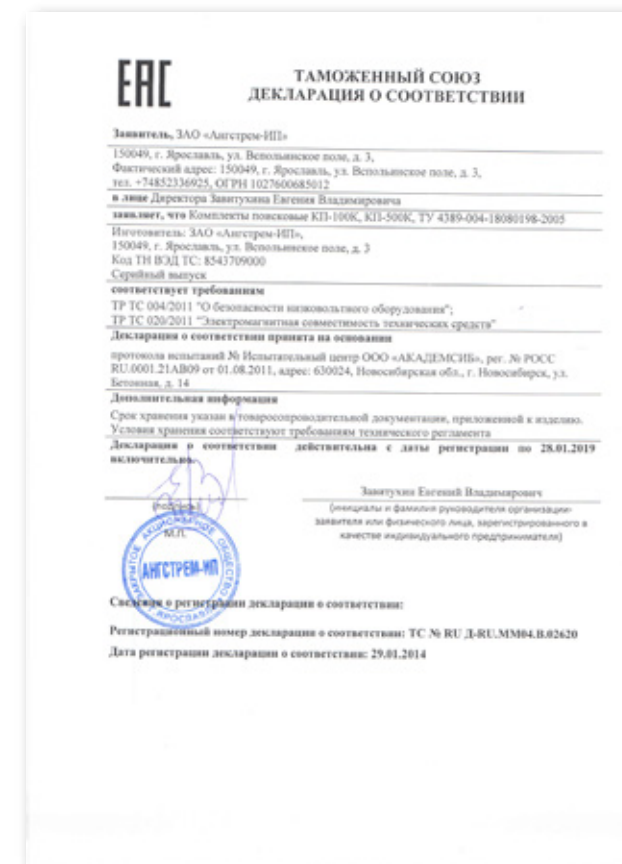 ЕАС
ТАМОЖЕННЫЙ СОЮЗ
ДЕКЛАРАЦИЯ О СООТВЕТСТВИИ
Заявитель, ЗАО «Ангстрем-ИП»
150049, г. Ярославль, ул. Вспольинское поле, д. 3,
Фактический адрес: 150049, г. Ярославль, ул. Вспольинское поле, д. 3,
тел. +74852336925, ОГРН 1027600685012
в лице Директора Завитухина Евгения Владимировича
заявляет, что Комплекты поисковые КП-100К, КП-500К, ТУ 4389-004-18080198-2005
Изготовитель: ЗАО «Ангстрем-ИП»,
150049, г. Ярославль, ул. Вспольинское поле, д. 3
Код ТН ВЭД ТС: 8543709000
Серийный выпуск
соответствует требованиям
ТР ТС 004/2011 "О безопасности низковольтного оборудования";
ТР ТС 020/2011 "Электромагнитная совместимость технических средств"
Декларация о соответствии принята на основании
протокола испытаний № Испытательный центр ООО «АКАДЕМСИБ», рег. № РОСС
RU.0001.21АВ09 от 01.08.2011, адрес: 630024, Новосибирская обл., г. Новосибирск, ул.
Бетонная, д. 14
Дополнительная информация
Срок хранения указан в товаросопроводительной документации, приложенной к изделию.
Условия хранения соответствуют требованиям технического регламента
Декларация о соответствии действительна с даты регистрации по 28.01.2019
включительно.
Завитухин Евгений Владимирович
(подпись)
(инициалы и фамилия руководителя организации-
заявителя или физического лица, зарегистрированного в
качестве индивидуального предпринимателя)
М.П.
ЗАКРЫТОЕ АКЦИОНЕРНОЕ ОБЩЕСТВО
АНГСТРЕМ-ИП
г. ЯРОСЛАВЛЬ
Сведения о регистрации декларации о соответствии:
Регистрационный номер декларации о соответствии: ТС № RU Д-RU.ММ04.В.02620
Дата регистрации декларации о соответствии: 29.01.2014